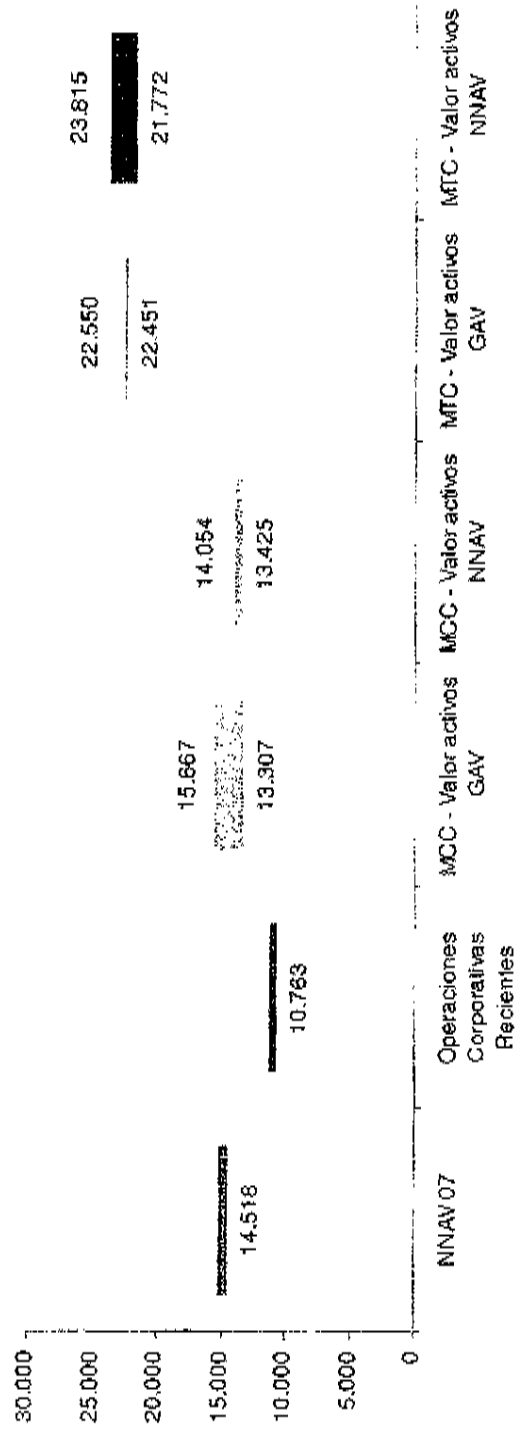 30.000
25.000
20.000
15.000
10.000
5.000
0
14.518
10.763
15.667
13.307
14.054
13.425
22.550
22.451
23.815
21.772
NNAV07
Operaciones
Corporativas
Recientes
MCC - Valor activos
GAV
MCC - Valor activos
NNAV
MTC - Valor activos
GAV
MTC - Valor activos
NNAV